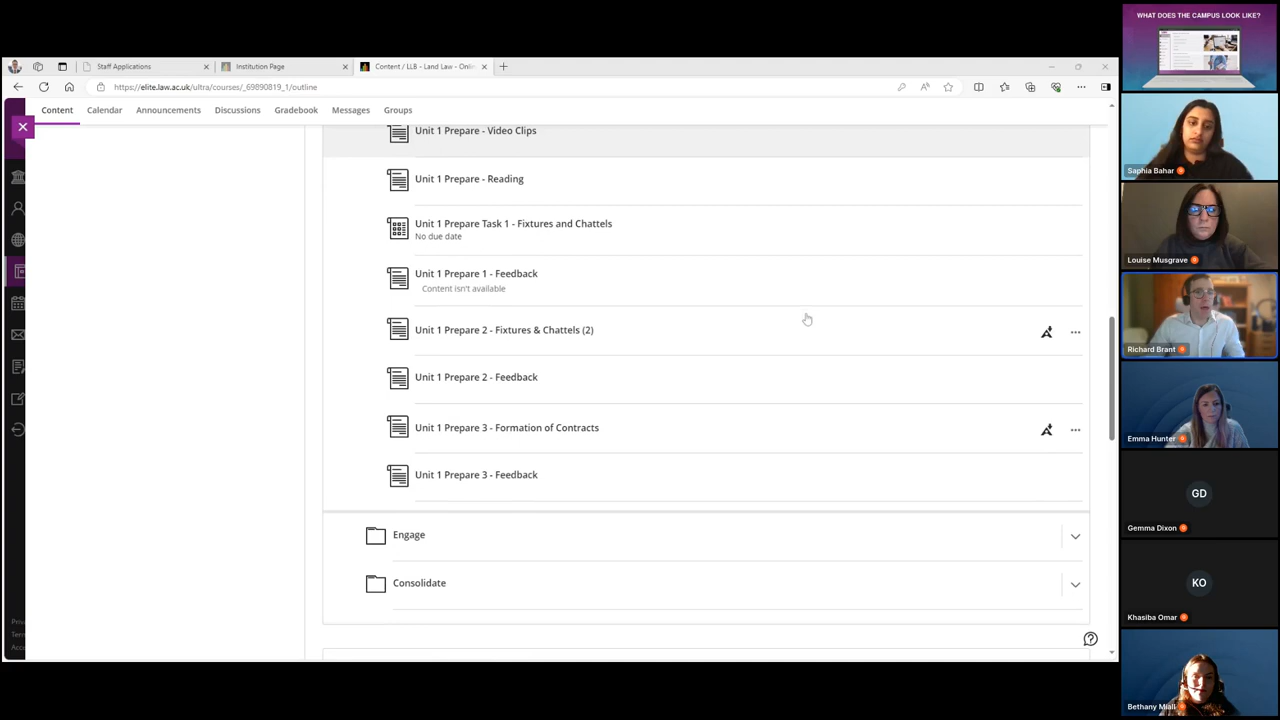 Staff Applications
Institution Page
Content / LLB - Land Law - Onli
https://elite.law.ac.uk/ultra/courses/_69890819_1/outline
Content
Calendar
Announcements
Discussions
Gradebook
Messages
Groups
Unit 1 Prepare - Video Clips
Unit 1 Prepare - Reading
Unit 1 Prepare Task 1 - Fixtures and Chattels
No due date
Unit 1 Prepare 1 - Feedback
Content isn't available
Unit 1 Prepare 2 - Fixtures & Chattels (2)
Unit 1 Prepare 2 - Feedback
Unit 1 Prepare 3 - Formation of Contracts
Unit 1 Prepare 3 - Feedback
Engage
Consolidate
Priv
Term
Acce
WHAT DOES THE CAMPUS LOOK LIKE?
Saphia Bahar
Louise Musgrave
Richard Brant
Emma Hunter
GD
Gemma Dixon
KO
Khasiba Omar
Bethany Miall